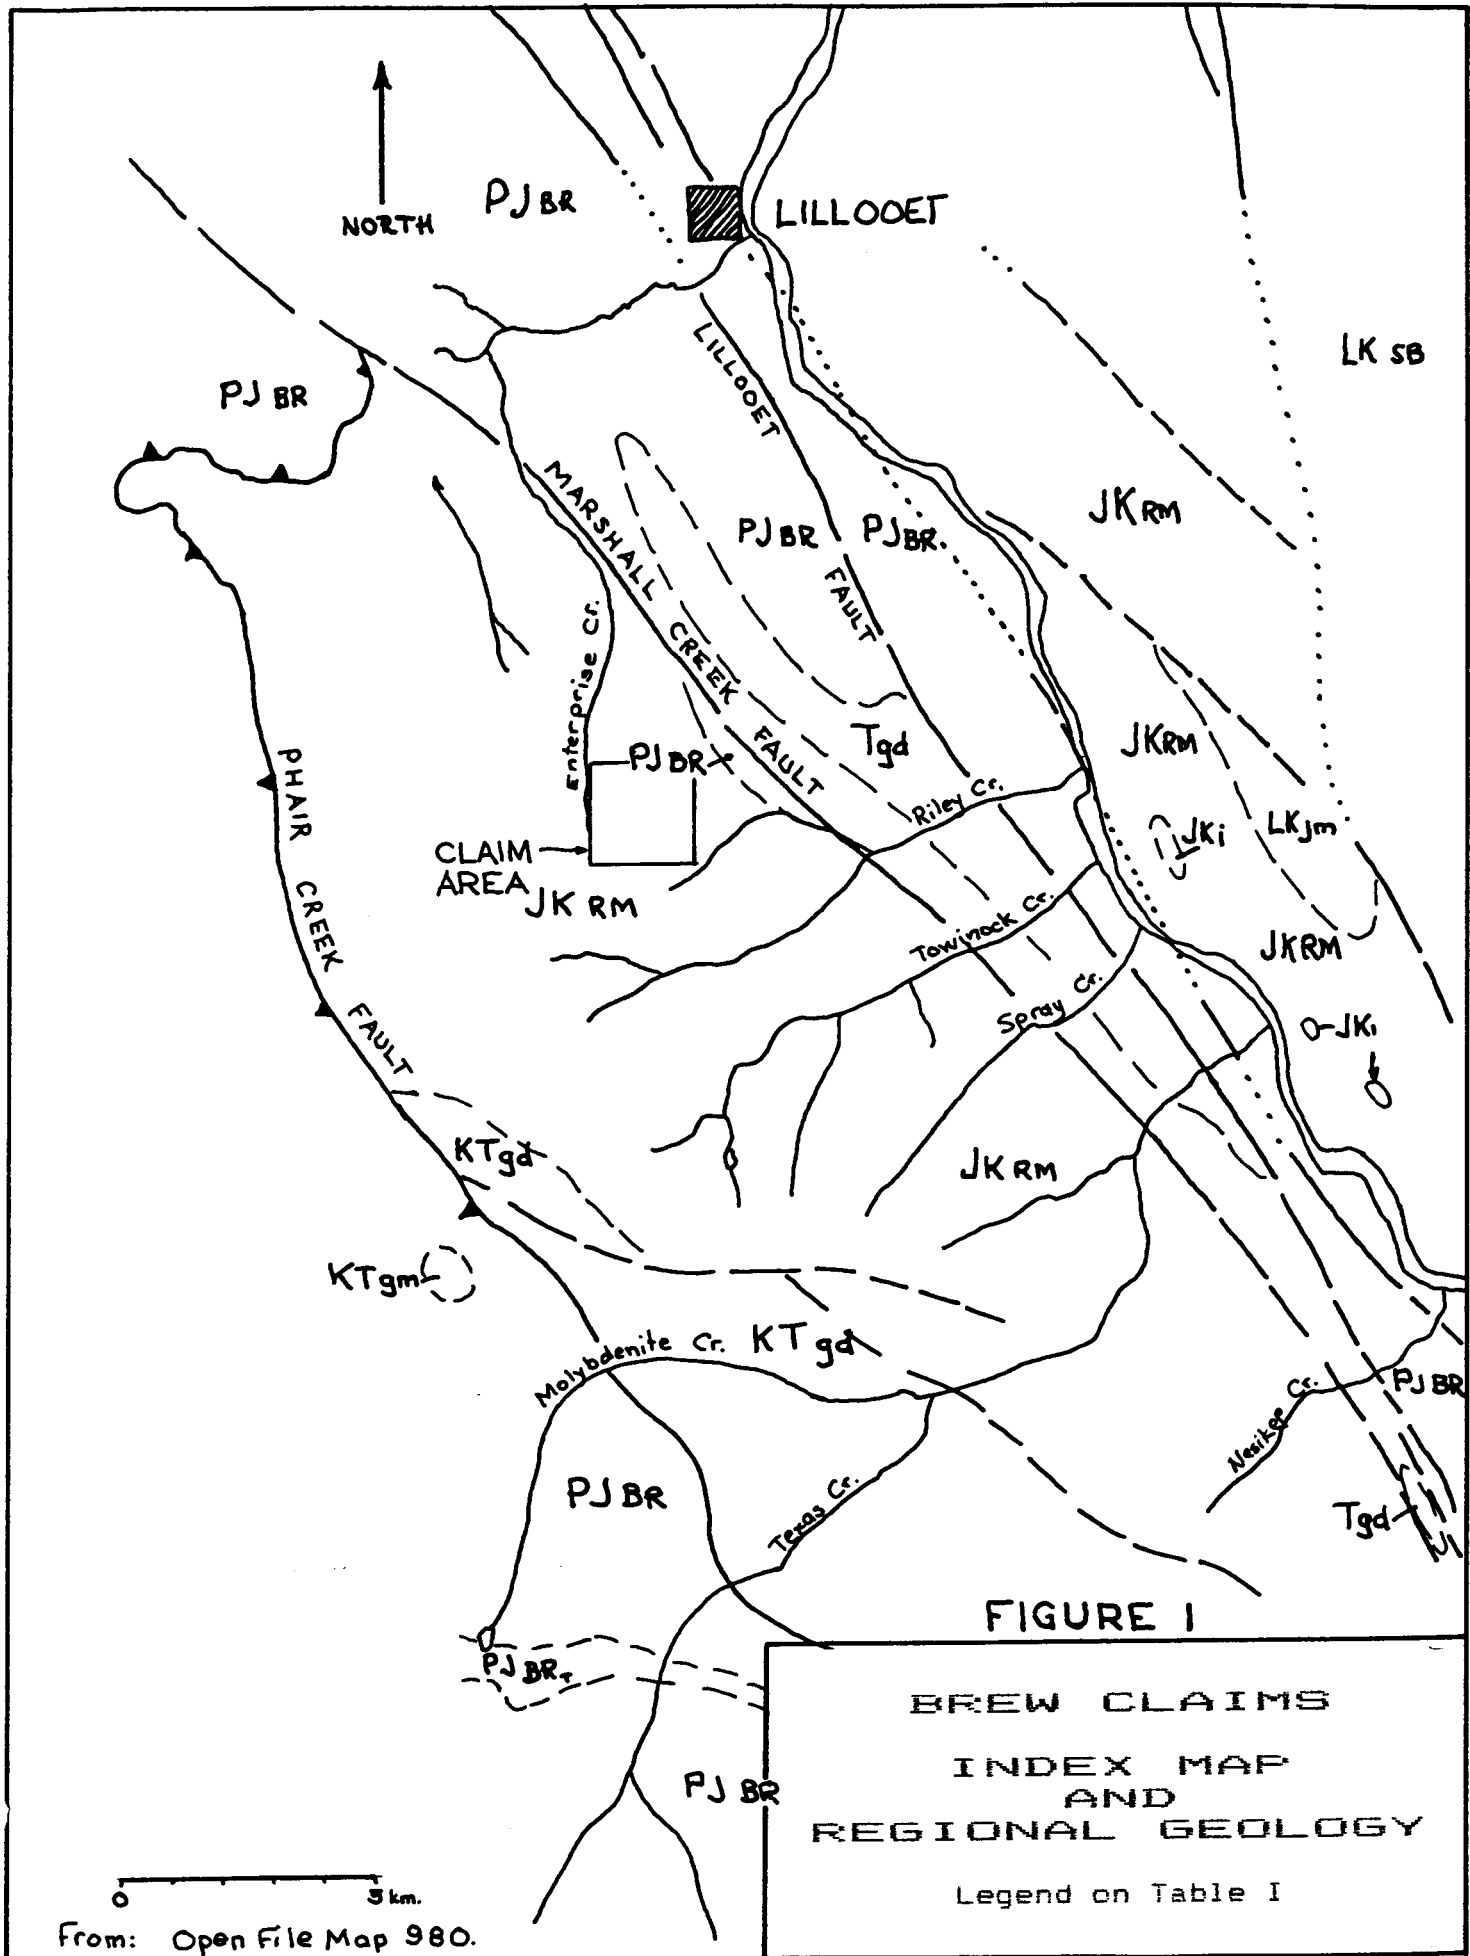 NORTH
PJ BR
LILLOOET
LK SB
PJ BR
LILLOOET FAULT
MARSHALL CREEK FAULT
JK RM
PJ BR
PJ BR
Enterprise Cr.
PJ BR
Tgd
JKRM
PHAIR CREEK FAULT
Riley Cr.
JKi
LKJm
CLAIM
AREA
JK RM
Towinock Cr.
JKRM
Spray Cr.
JKi
KTgd
JK RM
KTgm
Molybdenite Cr.
KTgd
Nesikep Cr.
PJ BR
PJ BR
Texas Cr.
Tgd
FIGURE 1
PJ BR
BREW CLAIMS
INDEX MAP
AND
REGIONAL GEOLOGY
Legend on Table I
PJ BR
0 5 km.
From: Open File Map 980.